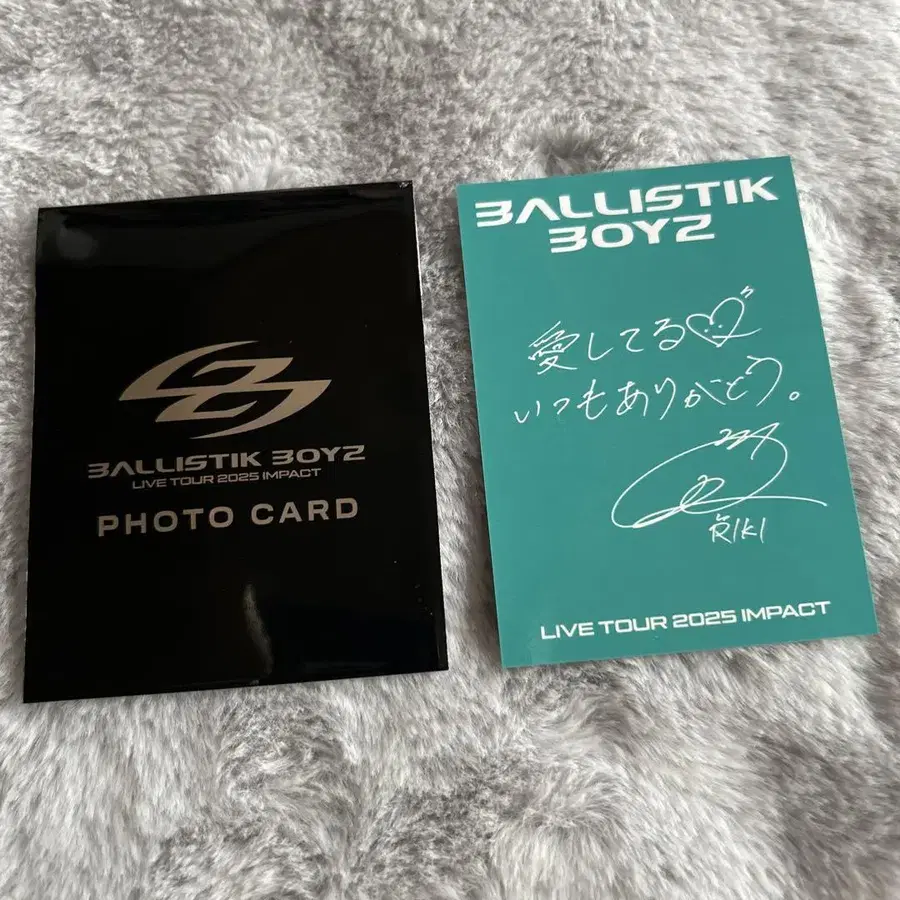 BALLISTIK BOYZ
LIVE TOUR 2025 IMPACT
PHOTO CARD
BALLISTIK
BOYZ
愛してる
いつもありがとう。
RIKI
LIVE TOUR 2025 IMPACT